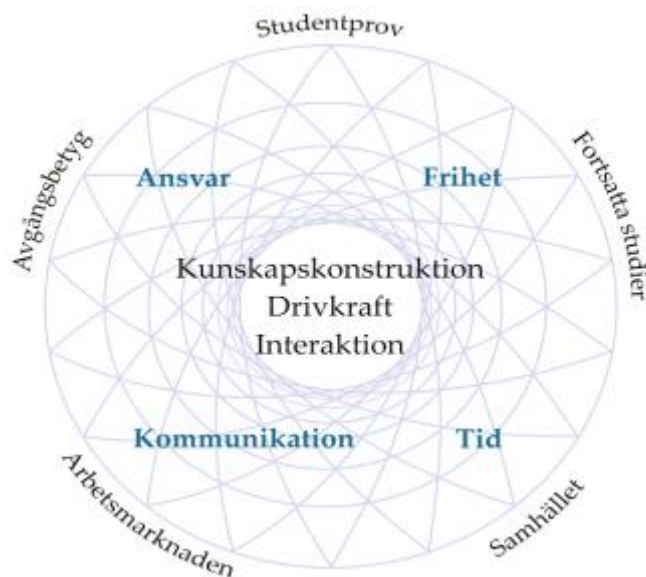 Studentprov
Avgångsbetyg
Fortsatta studier
Ansvar
Frihet
Kunskapskonstruktion
Drivkraft
Interaktion
Kommunikation
Tid
Arbetsmarknaden
Samhället